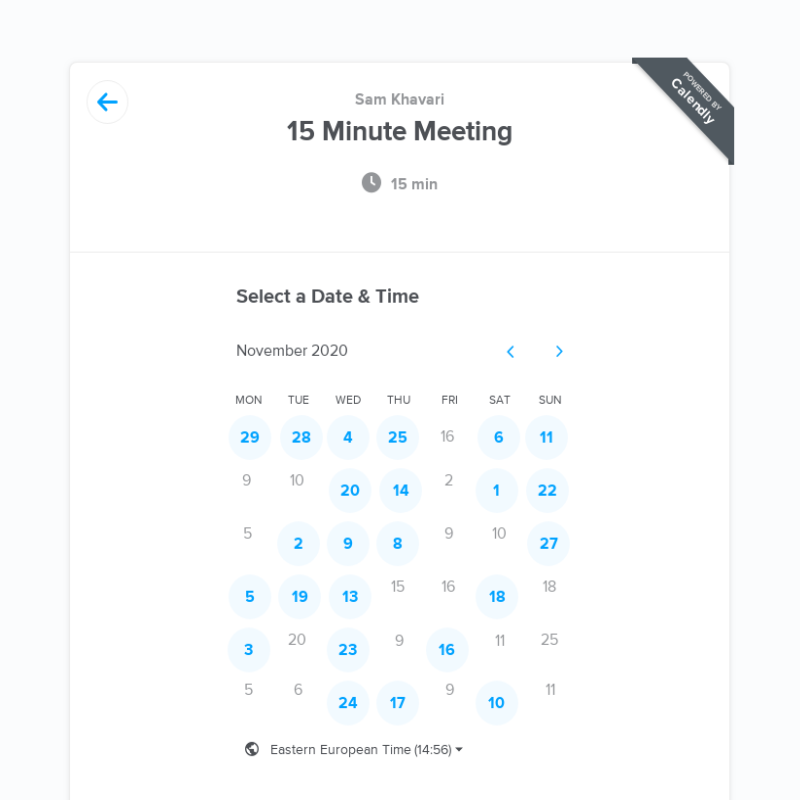 Sam Khavari
15 Minute Meeting
15 min
POWERED BY
Calendly
Select a Date & Time
November 2020
MON TUE WED THU FRI SAT SUN
29 28 4 25 16 6 11
9 10 20 14 2 1 22
5 2 9 8 9 10 27
5 19 13 15 16 18 18
3 20 23 9 16 11 25
5 6 24 17 9 10 11
Eastern European Time (14:56)